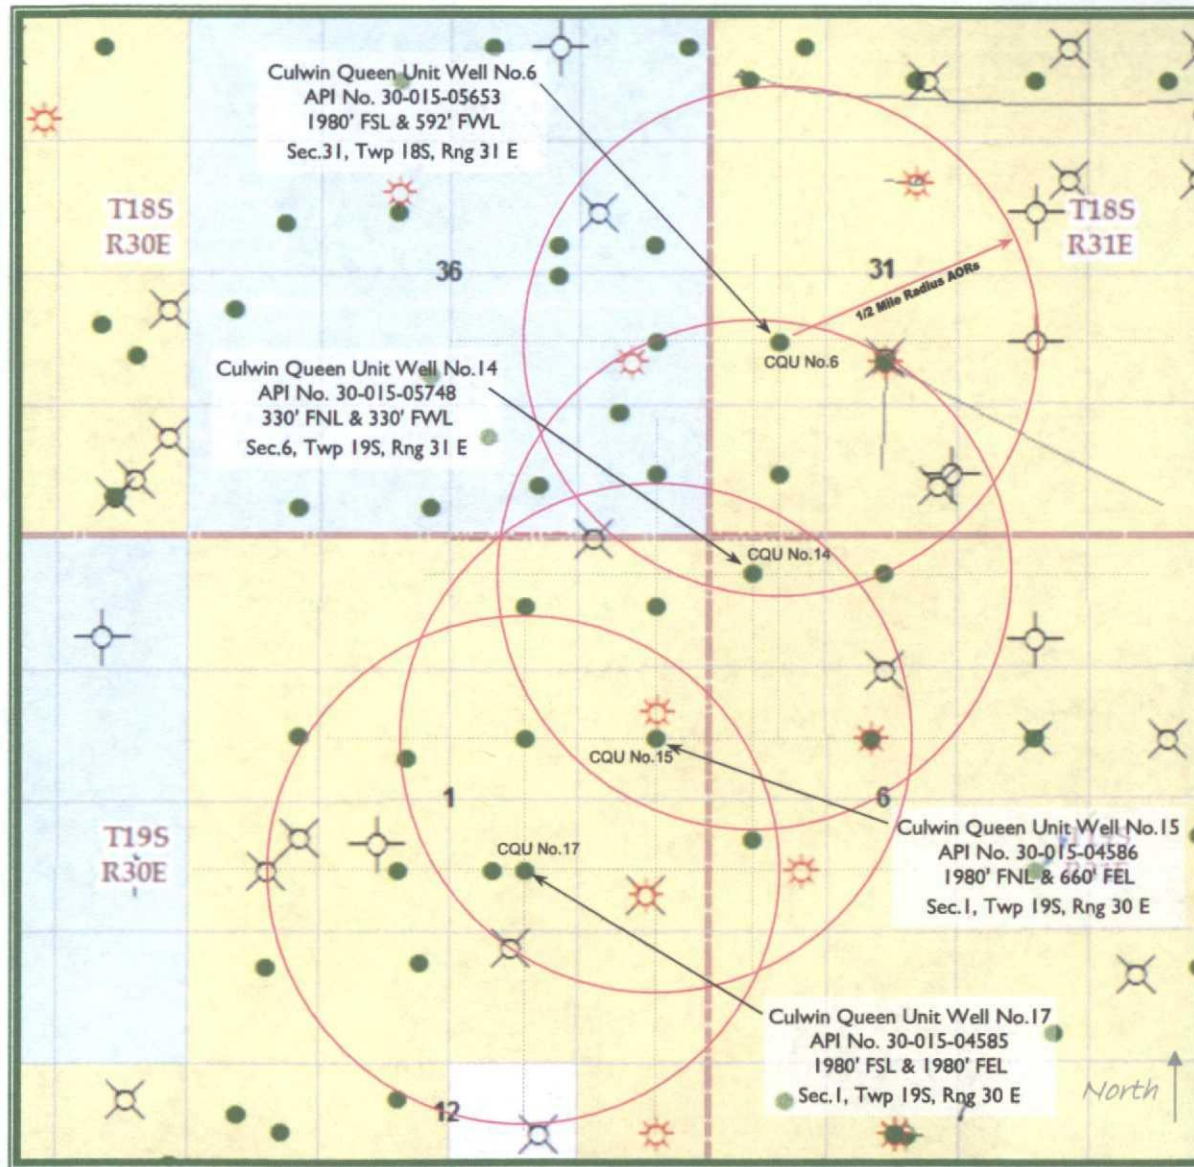 Culwin Queen Unit Well No.6
API No. 30-015-05653
1980' FSL & 592' FWL
Sec.31, Twp 18S, Rng 31 E
T18S
R30E
36
31
T18S
R31E
1/2 Mile Radius AORs
CQU No.6
Culwin Queen Unit Well No.14
API No. 30-015-05748
330' FNL & 330' FWL
Sec.6, Twp 19S, Rng 31 E
CQU No.14
CQU No.15
1
6
T19S
R30E
CQU No.17
Culwin Queen Unit Well No.15
API No. 30-015-04586
1980' FNL & 660' FEL
Sec.1, Twp 19S, Rng 30 E
Culwin Queen Unit Well No.17
API No. 30-015-04585
1980' FSL & 1980' FEL
Sec.1, Twp 19S, Rng 30 E
12
7
North